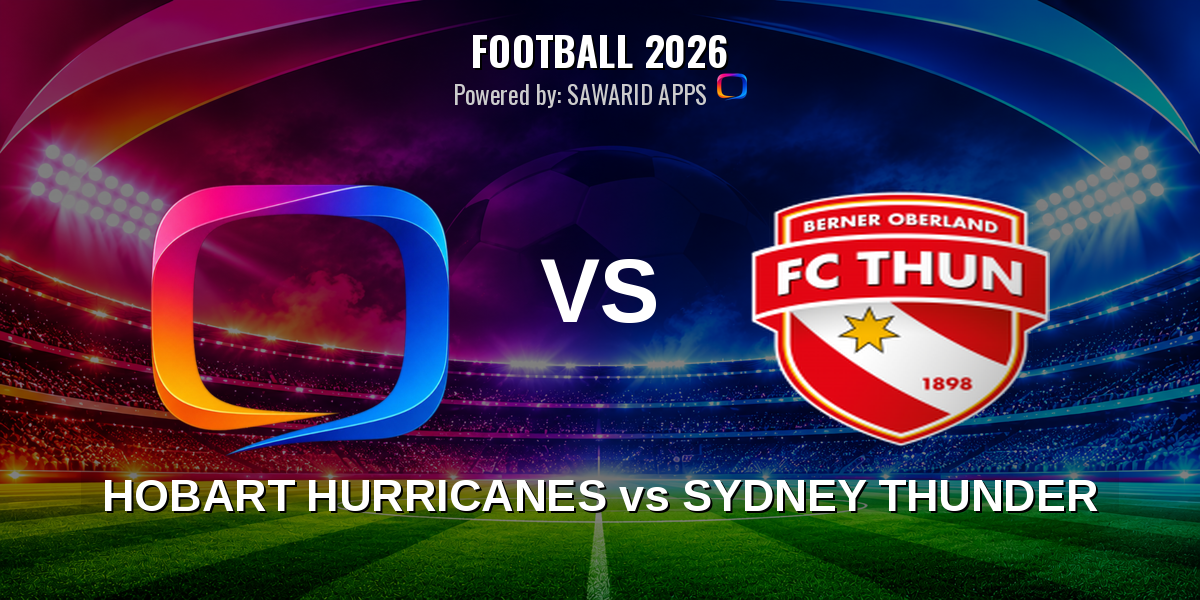 FOOTBALL 2026
Powered by: SAWARID APPS
VS
BERNER OBERLAND
FC THUN
1898
HOBART HURRICANES vs SYDNEY THUNDER